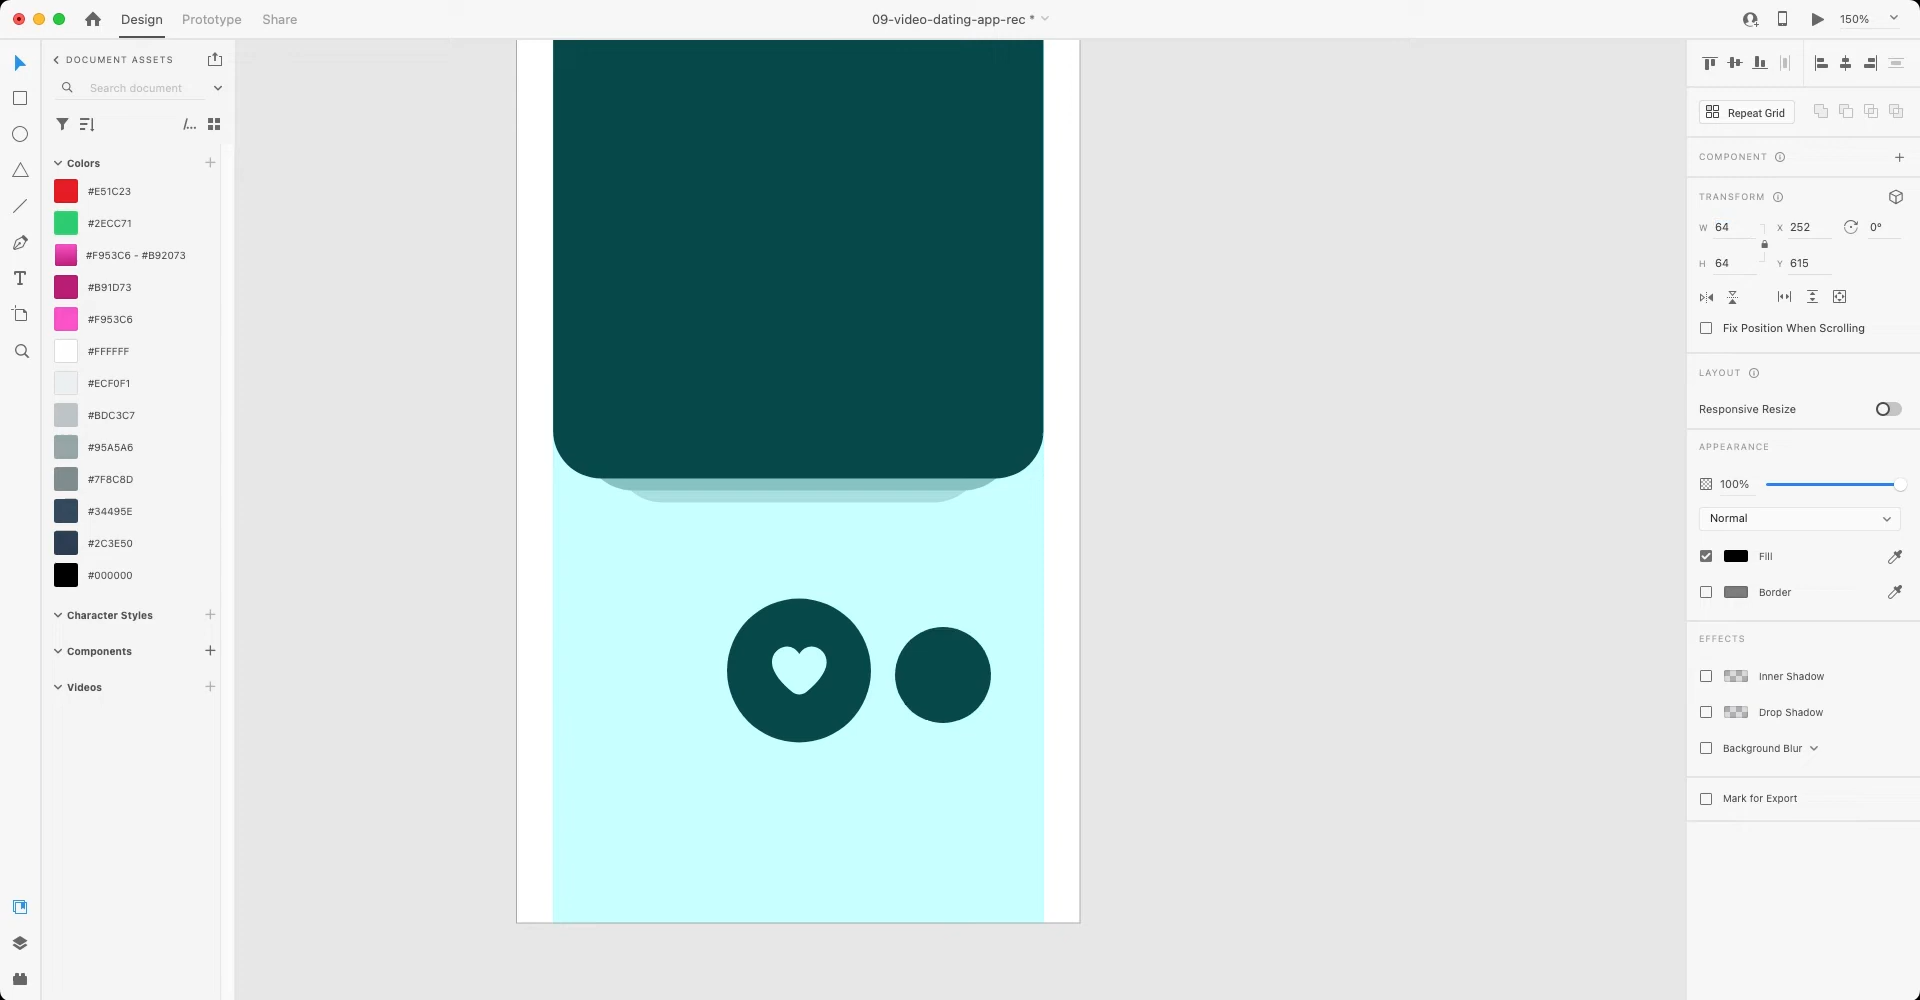 Design
Prototype
Share
09-video-dating-app-rec *
150%
DOCUMENT ASSETS
Search document
/...
Colors
#E51C23
#2ECC71
#F953C6 - #B92073
#B91D73
#F953C6
#FFFFFF
#ECF0F1
#BDC3C7
#95A5A6
#7F8C8D
#34495E
#2C3E50
#000000
Character Styles
Components
Videos
Repeat Grid
COMPONENT
TRANSFORM
W 64 X 252 0°
H 64 Y 615
Fix Position When Scrolling
LAYOUT
Responsive Resize
APPEARANCE
100%
Normal
Fill
Border
EFFECTS
Inner Shadow
Drop Shadow
Background Blur
Mark for Export